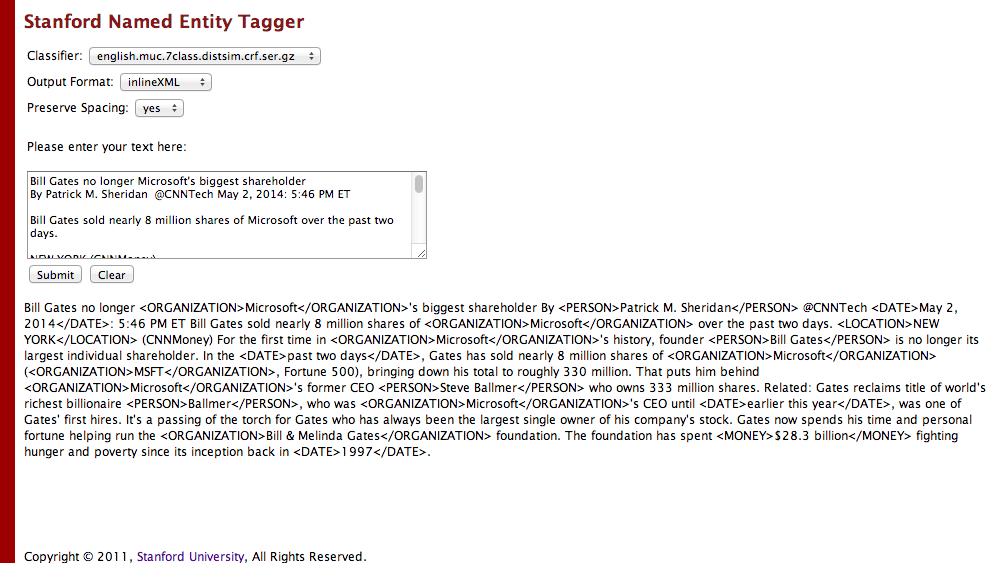 Stanford Named Entity Tagger
Classifier: english.muc.7class.distsim.crf.ser.gz
Output Format: inlineXML
Preserve Spacing: yes
Please enter your text here:
Bill Gates no longer Microsoft's biggest shareholder
By Patrick M. Sheridan  @CNNTech May 2, 2014: 5:46 PM ET
Bill Gates sold nearly 8 million shares of Microsoft over the past two
days.
NEW YORK (CNNMoney)
Submit Clear
Bill Gates no longer <ORGANIZATION>Microsoft</ORGANIZATION>'s biggest shareholder By <PERSON>Patrick M. Sheridan</PERSON> @CNNTech <DATE>May 2,
2014</DATE>: 5:46 PM ET Bill Gates sold nearly 8 million shares of <ORGANIZATION>Microsoft</ORGANIZATION> over the past two days. <LOCATION>NEW
YORK</LOCATION> (CNNMoney) For the first time in <ORGANIZATION>Microsoft</ORGANIZATION>'s history, founder <PERSON>Bill Gates</PERSON> is no longer its
largest individual shareholder. In the <DATE>past two days</DATE>, Gates has sold nearly 8 million shares of <ORGANIZATION>Microsoft</ORGANIZATION>
(<ORGANIZATION>MSFT</ORGANIZATION>, Fortune 500), bringing down his total to roughly 330 million. That puts him behind
<ORGANIZATION>Microsoft</ORGANIZATION>'s former CEO <PERSON>Steve Ballmer</PERSON> who owns 333 million shares. Related: Gates reclaims title of world's
richest billionaire <PERSON>Ballmer</PERSON>, who was <ORGANIZATION>Microsoft</ORGANIZATION>'s CEO until <DATE>earlier this year</DATE>, was one of
Gates' first hires. It's a passing of the torch for Gates who has always been the largest single owner of his company's stock. Gates now spends his time and personal
fortune helping run the <ORGANIZATION>Bill & Melinda Gates</ORGANIZATION> foundation. The foundation has spent <MONEY>$28.3 billion</MONEY> fighting
hunger and poverty since its inception back in <DATE>1997</DATE>.
Copyright © 2011, Stanford University, All Rights Reserved.